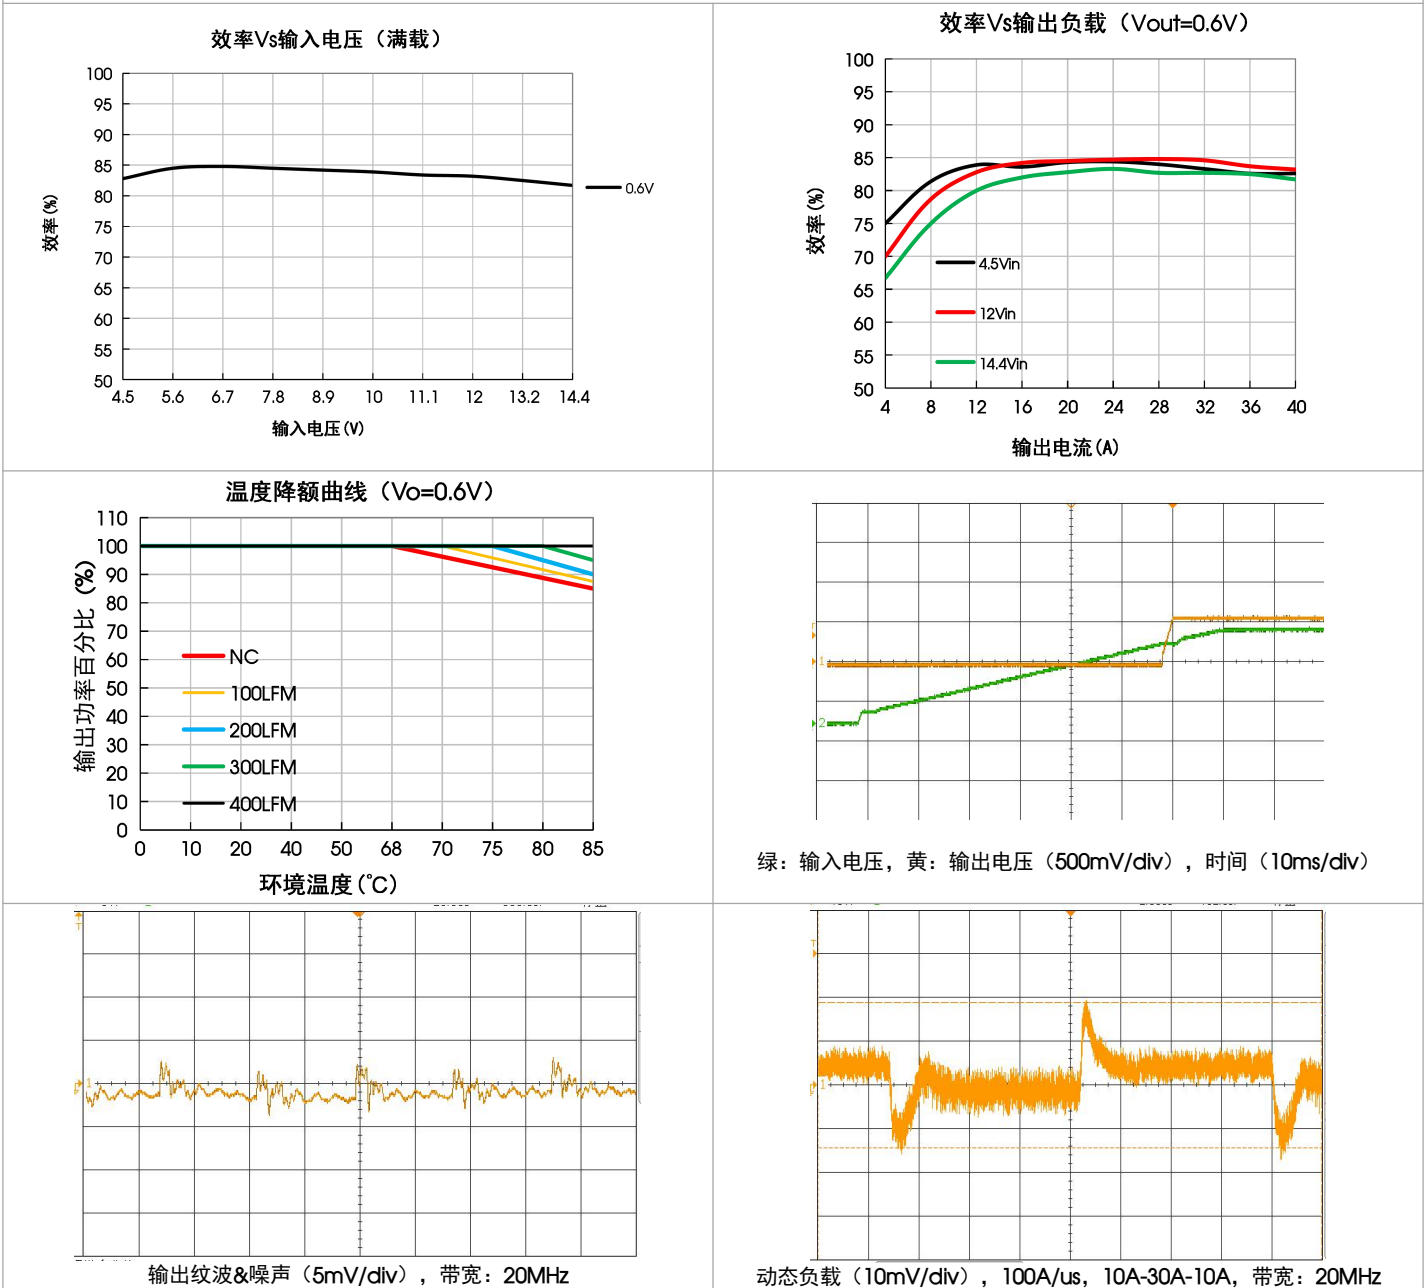 效率Vs输入电压（满载）
100
95
90
85
80
75
70
65
60
55
50
效率(%)
4.5 5.6 6.7 7.8 8.9 10 11.1 12 13.2 14.4
输入电压(V)
0.6V
效率Vs输出负载（Vout=0.6V）
100
95
90
85
80
75
70
65
60
55
50
效率(%)
4.5Vin
12Vin
14.4Vin
4 8 12 16 20 24 28 32 36 40
输出电流(A)
温度降额曲线（Vo=0.6V）
110
100
90
80
70
60
50
40
30
20
10
0
输出功率百分比 (%)
NC
100LFM
200LFM
300LFM
400LFM
0 10 20 40 50 68 70 75 80 85
环境温度(℃)
1
2
绿：输入电压，黄：输出电压（500mV/div），时间（10ms/div）
T
1
输出纹波&噪声（5mV/div），带宽：20MHz
T
1
动态负载（10mV/div），100A/us，10A-30A-10A，带宽：20MHz